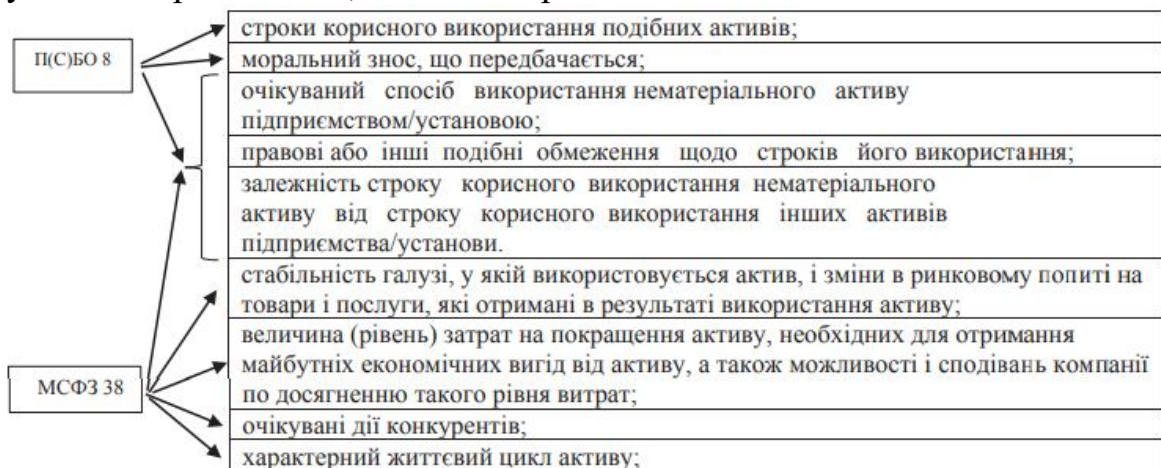 строки корисного використання подібних активів;
П(С)БО 8
моральний знос, що передбачається;
очікуваний спосіб використання нематеріального активу
підприємством/установою;
правові або інші подібні обмеження щодо строків його використання;
залежність строку корисного використання нематеріального
активу від строку корисного використання інших активів
підприємства/установи.
стабільність галузі, у якій використовується актив, і зміни в ринковому попиті на
товари і послуги, які отримані в результаті використання активу;
величина (рівень) затрат на покращення активу, необхідних для отримання
майбутніх економічних вигід від активу, а також можливості і сподівань компанії
МСФЗ 38
по досягненню такого рівня витрат;
очікувані дії конкурентів;
характерний життєвий цикл активу;